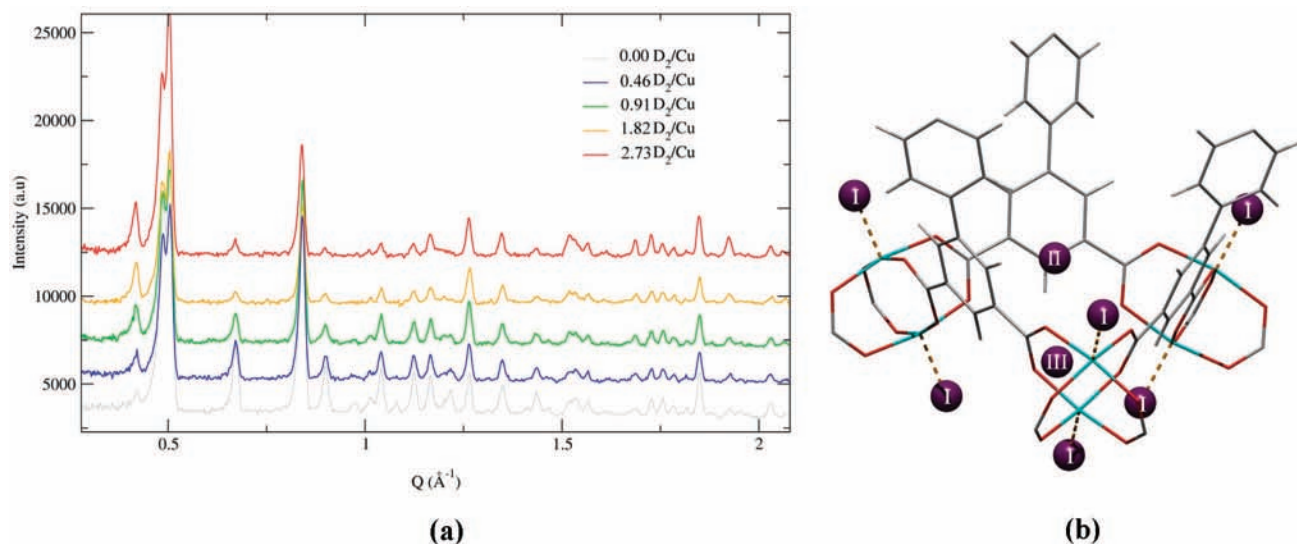 25000
20000
15000
10000
5000
Intensity (a.u)
0.00 D₂/Cu
0.46 D₂/Cu
0.91 D₂/Cu
1.82 D₂/Cu
2.73 D₂/Cu
0.5 1 1.5 2
Q (Å⁻¹)
I
I
II
I
III
I
I
I
(a) (b)